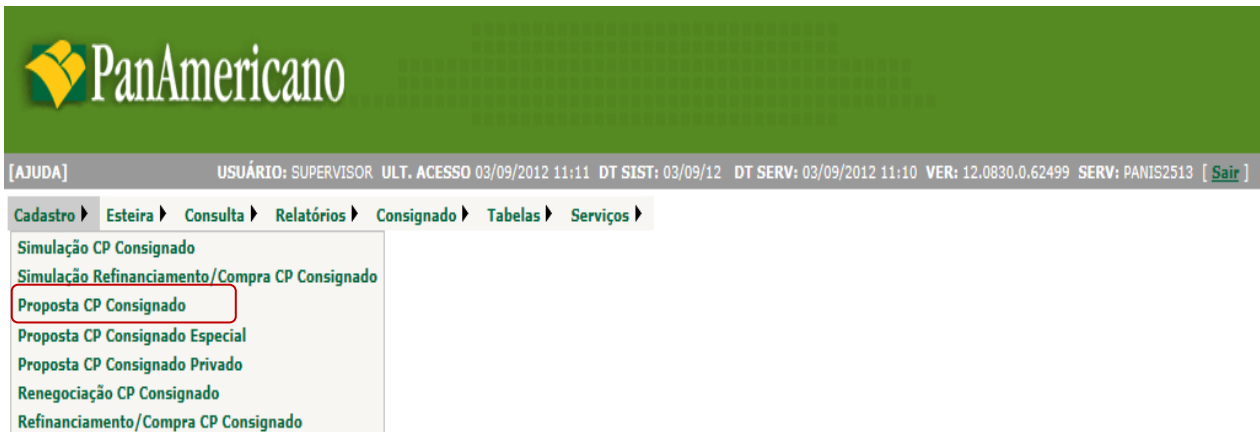 PanAmericano
[AJUDA] USUÁRIO: SUPERVISOR ULT. ACESSO 03/09/2012 11:11 DT SIST: 03/09/12 DT SERV: 03/09/2012 11:10 VER: 12.0830.0.62499 SERV: PANIS2513 [ Sair ]
Cadastro Esteira Consulta Relatórios Consignado Tabelas Serviços
Simulação CP Consignado
Simulação Refinanciamento/Compra CP Consignado
Proposta CP Consignado
Proposta CP Consignado Especial
Proposta CP Consignado Privado
Renegociação CP Consignado
Refinanciamento/Compra CP Consignado